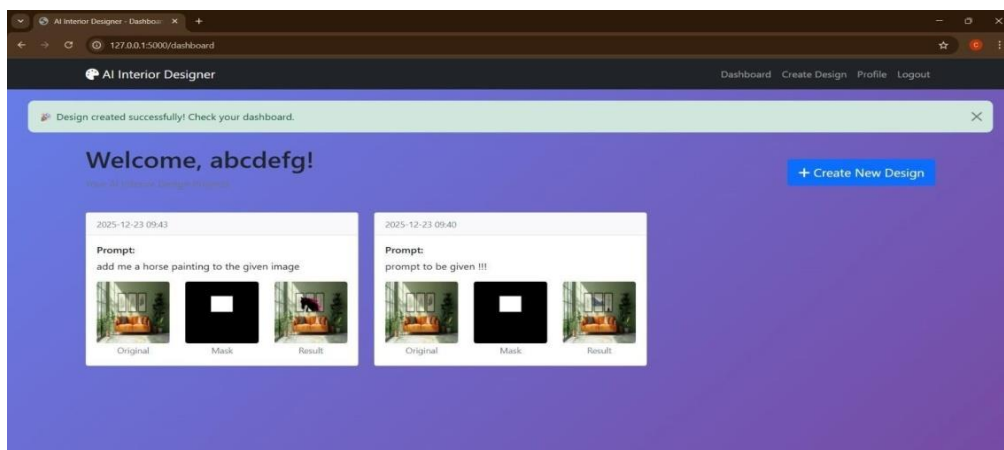 AI Interior Designer - Dashboar
127.0.0.1:5000/dashboard
AI Interior Designer
Dashboard Create Design Profile Logout
Design created successfully! Check your dashboard.
Welcome, abcdefg!
+ Create New Design
2025-12-23 09:43
Prompt:
add me a horse painting to the given image
Original Mask Result
2025-12-23 09:40
Prompt:
prompt to be given !!!
Original Mask Result